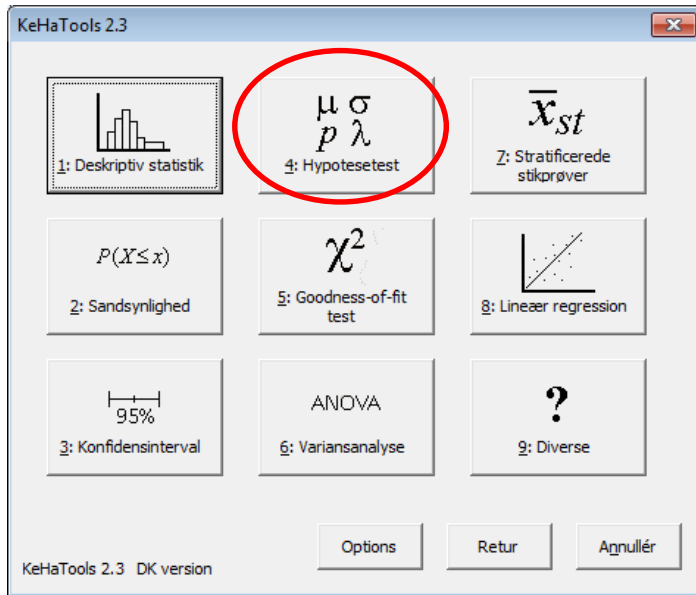 KeHaTools 2.3
1: Deskriptiv statistik
μ σ
p λ
4: Hypotesetest
x̅st
7: Stratificerede
stikprøver
P(X≤x)
2: Sandsynlighed
χ²
5: Goodness-of-fit
test
8: Lineær regression
95%
3: Konfidensinterval
ANOVA
6: Variansanalyse
?
9: Diverse
Options
Retur
Annullér
KeHaTools 2.3 DK version